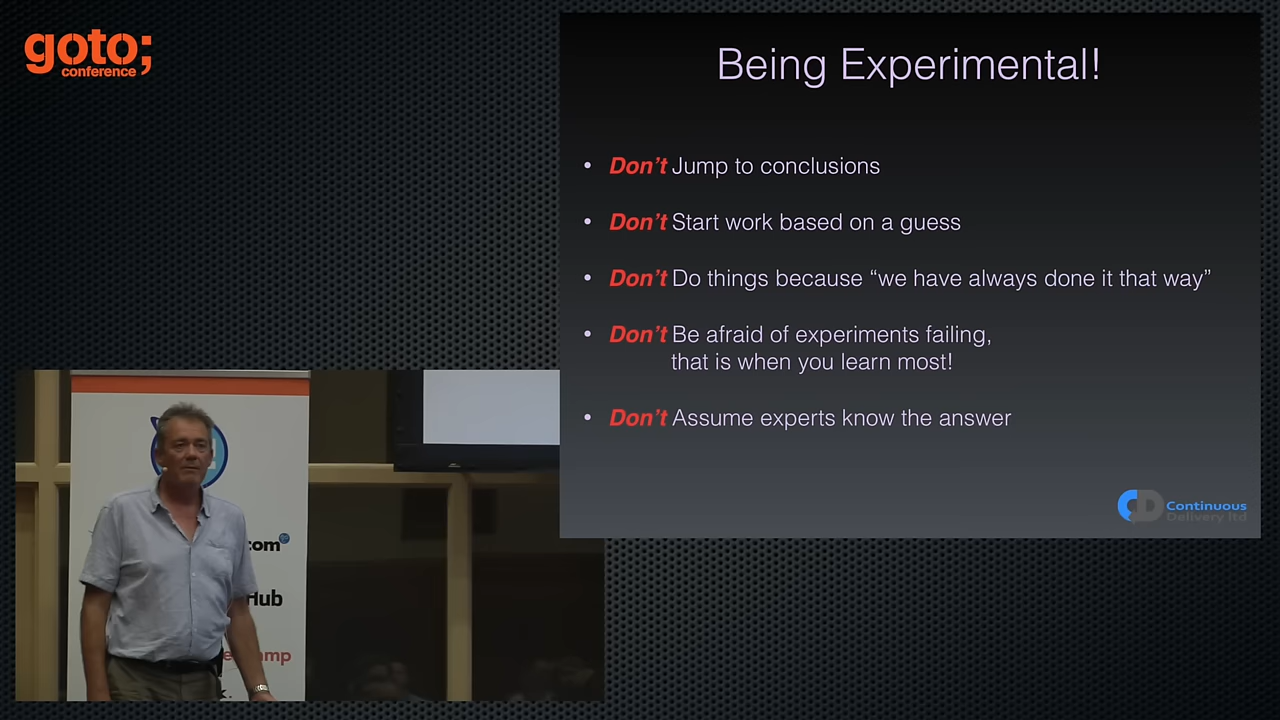 goto;
conference
Being Experimental!
• Don't Jump to conclusions
• Don't Start work based on a guess
• Don't Do things because “we have always done it that way”
• Don't Be afraid of experiments failing,
that is when you learn most!
• Don't Assume experts know the answer
Continuous
Delivery ltd
com
Hub